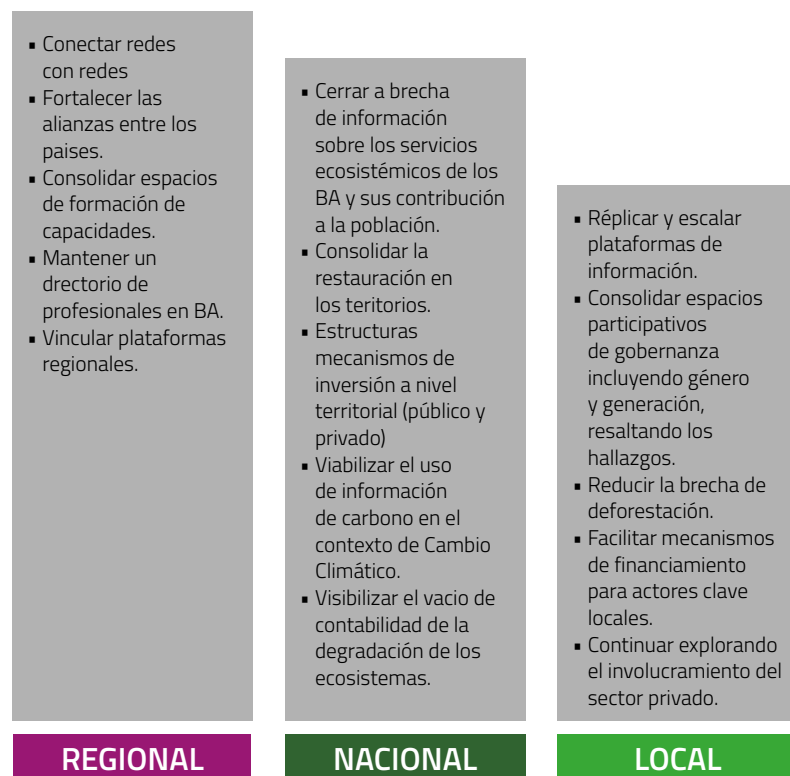 ▪ Conectar redes
con redes
▪ Fortalecer las
alianzas entre los
paises.
▪ Consolidar espacios
de formación de
capacidades.
▪ Mantener un
drectorio de
profesionales en BA.
▪ Vincular plataformas
regionales.
REGIONAL
▪ Cerrar a brecha
de información
sobre los servicios
ecosistémicos de los
BA y sus contribución
a la población.
▪ Consolidar la
restauración en
los teritorios.
▪ Estructuras
mecanismos de
inversión a nivel
territorial (público y
privado)
▪ Viabilizar el uso
de información
de carbono en el
contexto de Cambio
Climático.
▪ Visibilizar el vacio de
contabilidad de la
degradación de los
ecosistemas.
NACIONAL
▪ Réplicar y escalar
plataformas de
información.
▪ Consolidar espacios
participativos
de gobernanza
incluyendo género
y generación,
resaltando los
hallazgos.
▪ Reducir la brecha de
deforestación.
▪ Facilitar mecanismos
de financiamiento
para actores clave
locales.
▪ Continuar explorando
el involucramiento del
sector privado.
LOCAL